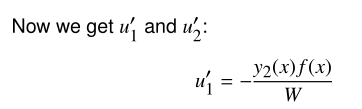 Now we get u′₁ and u′₂:
u′₁ = − y₂(x)f(x) / W